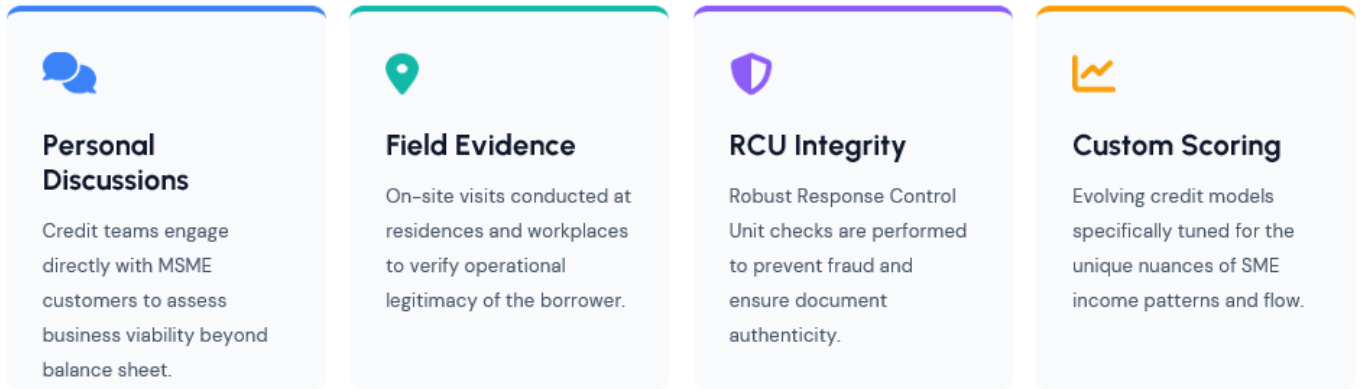 Personal
Discussions
Credit teams engage
directly with MSME
customers to assess
business viability beyond
balance sheet.
Field Evidence
On-site visits conducted at
residences and workplaces
to verify operational
legitimacy of the borrower.
RCU Integrity
Robust Response Control
Unit checks are performed
to prevent fraud and
ensure document
authenticity.
Custom Scoring
Evolving credit models
specifically tuned for the
unique nuances of SME
income patterns and flow.